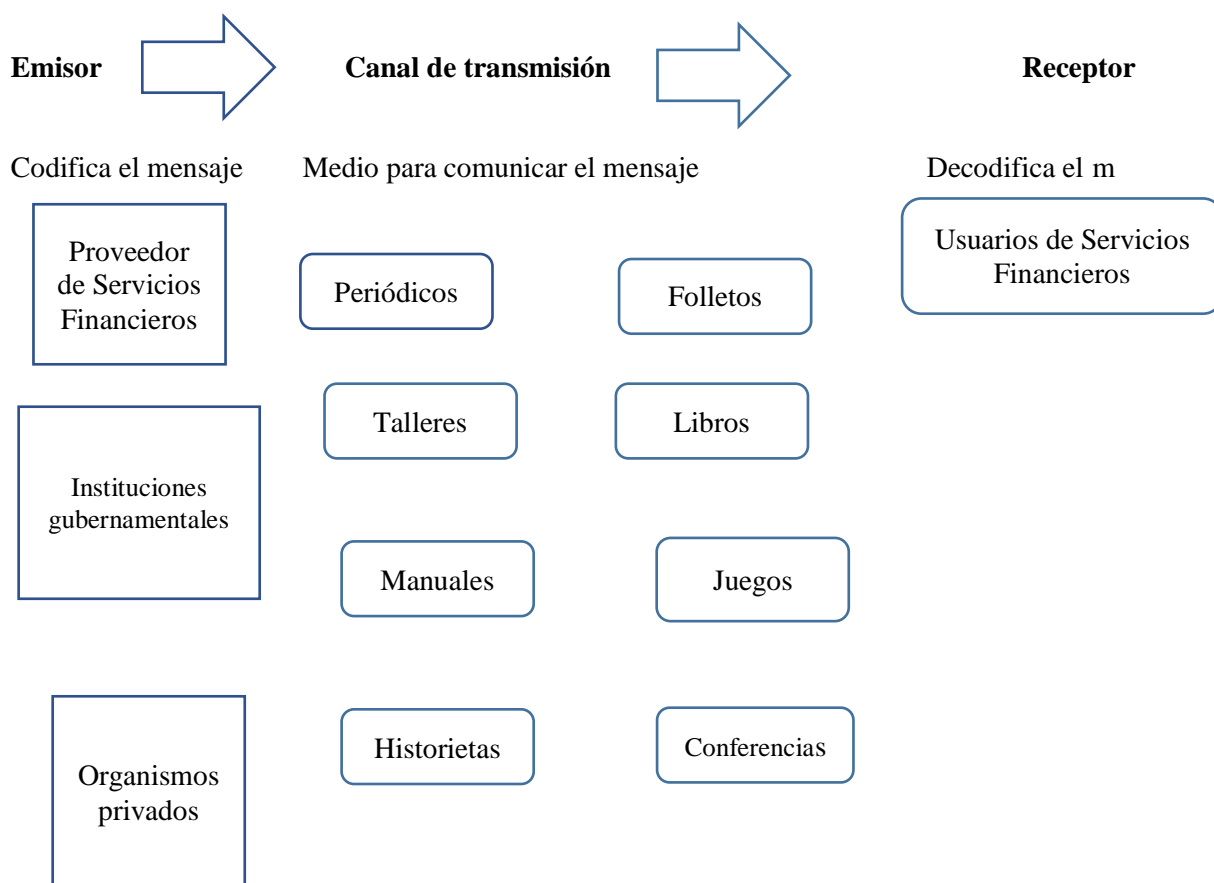 Emisor
Canal de transmisión
Receptor
Codifica el mensaje
Medio para comunicar el mensaje
Decodifica el m
Proveedor
de Servicios
Financieros
Periódicos
Folletos
Usuarios de Servicios
Financieros
Talleres
Libros
Instituciones
gubernamentales
Manuales
Juegos
Organismos
privados
Historietas
Conferencias